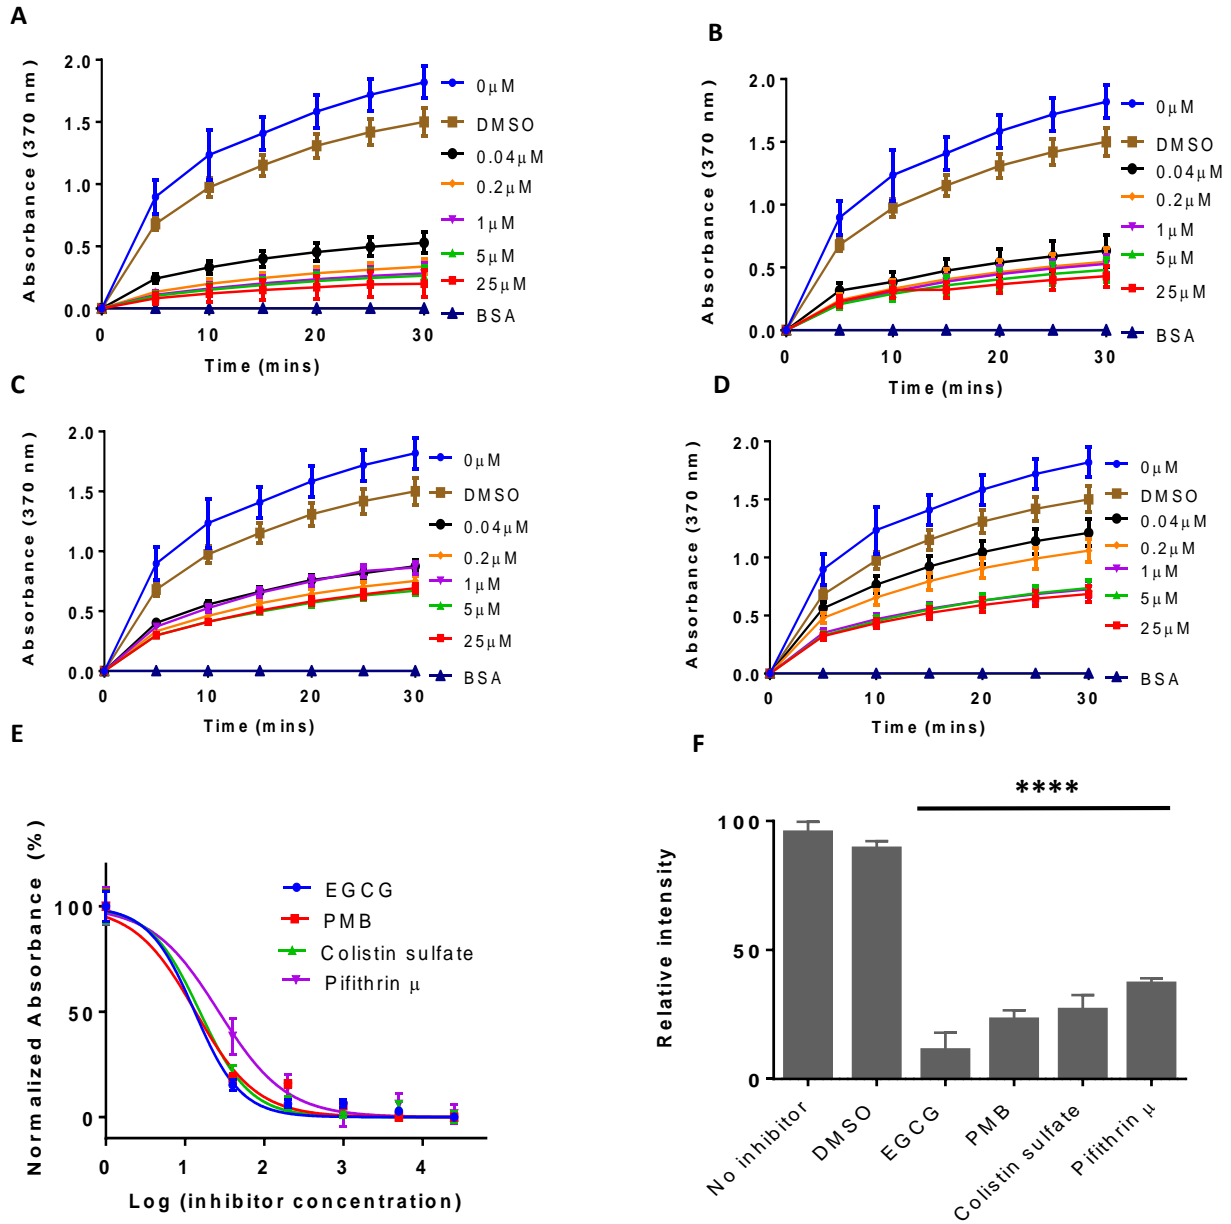 A
Absorbance (370 nm)
2.0
1.5
1.0
0.5
0.0
0
10
20
30
Time (mins)
0μM
DMSO
0.04μM
0.2μM
1μM
5μM
25μM
BSA
B
Absorbance (370 nm)
2.0
1.5
1.0
0.5
0.0
0
10
20
30
Time (mins)
0μM
DMSO
0.04μM
0.2μM
1μM
5μM
25μM
BSA
C
Absorbance (370 nm)
2.0
1.5
1.0
0.5
0.0
0
10
20
30
Time (mins)
0μM
DMSO
0.04μM
0.2μM
1μM
5μM
25μM
BSA
D
Absorbance (370 nm)
2.0
1.5
1.0
0.5
0.0
0
10
20
30
Time (mins)
0μM
DMSO
0.04μM
0.2μM
1μM
5μM
25μM
BSA
E
Normalized Absorbance (%)
100
50
0
0
1
2
3
4
Log (inhibitor concentration)
EGCG
PMB
Colistin sulfate
Pifithrin μ
F
****
Relative intensity
100
50
0
No inhibitor
DMSO
EGCG
PMB
Colistin sulfate
Pifithrin μ